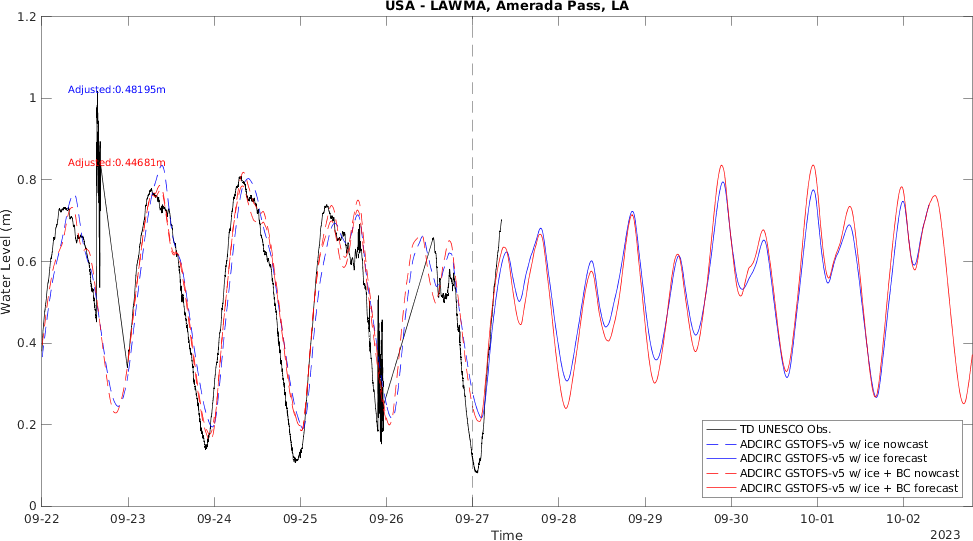 USA - LAWMA, Amerada Pass, LA
1.2
1
0.8
0.6
0.4
0.2
0
Water Level (m)
Adjusted:0.48195m
Adjusted:0.44681m
TD UNESCO Obs.
ADCIRC GSTOFS-v5 w/ ice nowcast
ADCIRC GSTOFS-v5 w/ ice forecast
ADCIRC GSTOFS-v5 w/ ice + BC nowcast
ADCIRC GSTOFS-v5 w/ ice + BC forecast
09-22 09-23 09-24 09-25 09-26 09-27 09-28 09-29 09-30 10-01 10-02
Time
2023